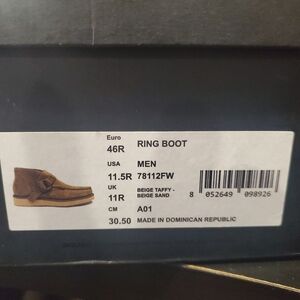 Euro
46R RING BOOT
USA MEN
11.5R 78112FW
UK BEIGE TAFFY -
11R BEIGE SAND 8 052649 098926
CM A01
30.50 MADE IN DOMINICAN REPUBLIC